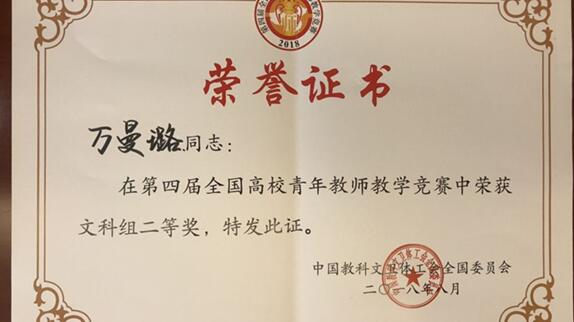 2018
荣誉证书
万曼璐同志：
在第四届全国高校青年教师教学竞赛中荣获
文科组二等奖，特发此证。
中国教科文卫体工会全国委员会
二〇一八年八月